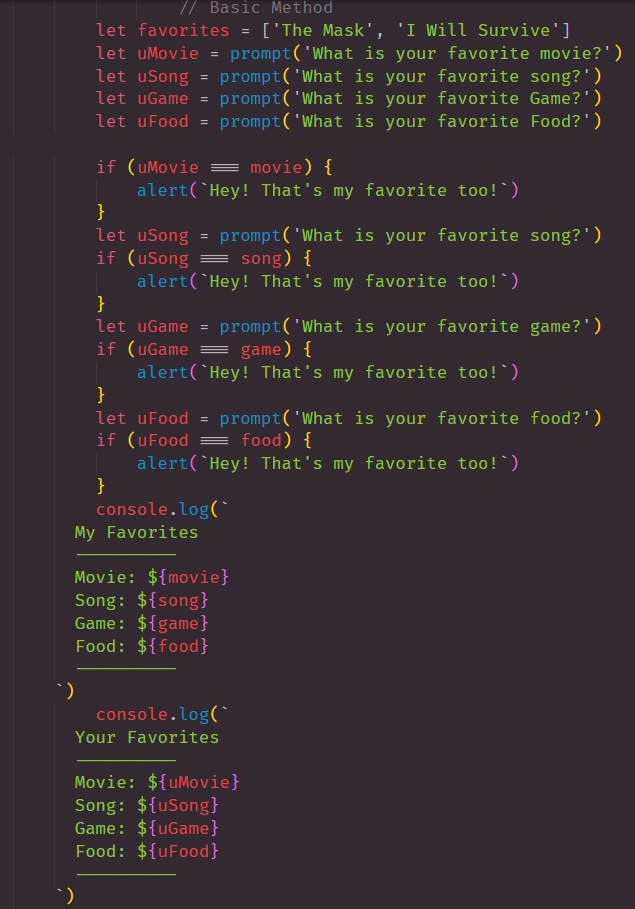 // Basic Method
let favorites = ['The Mask', 'I Will Survive']
let uMovie = prompt('What is your favorite movie?')
let uSong = prompt('What is your favorite song?')
let uGame = prompt('What is your favorite Game?')
let uFood = prompt('What is your favorite Food?')

if (uMovie === movie) {
    alert(`Hey! That's my favorite too!`)
}
let uSong = prompt('What is your favorite song?')
if (uSong === song) {
    alert(`Hey! That's my favorite too!`)
}
let uGame = prompt('What is your favorite game?')
if (uGame === game) {
    alert(`Hey! That's my favorite too!`)
}
let uFood = prompt('What is your favorite food?')
if (uFood === food) {
    alert(`Hey! That's my favorite too!`)
}
console.log(`
My Favorites
----------
Movie: ${movie}
Song: ${song}
Game: ${game}
Food: ${food}
----------
`)
console.log(`
Your Favorites
----------
Movie: ${uMovie}
Song: ${uSong}
Game: ${uGame}
Food: ${uFood}
----------
`)